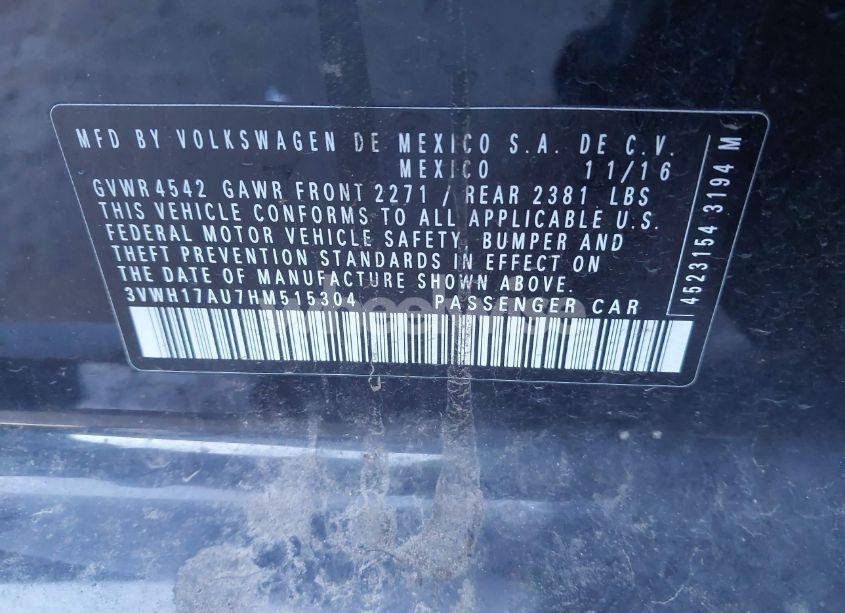 MFD BY VOLKSWAGEN DE MEXICO S.A. DE C.V.
MEXICO 11/16
GVWR 4542 GAWR FRONT 2271 / REAR 2381 LBS
THIS VEHICLE CONFORMS TO ALL APPLICABLE U.S.
FEDERAL MOTOR VEHICLE SAFETY, BUMPER AND
THEFT PREVENTION STANDARDS IN EFFECT ON
THE DATE OF MANUFACTURE SHOWN ABOVE.
3VWH17AU7HM515304 PASSENGER CAR
4523154 3194 M